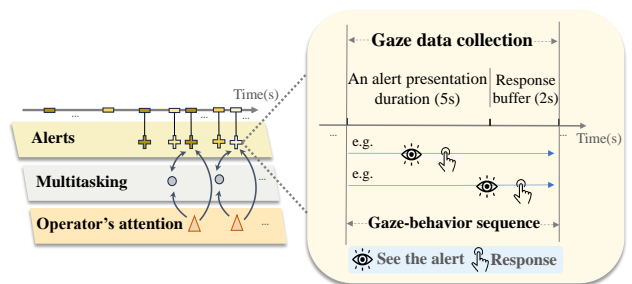 Time(s)
...
...
...
Alerts
Multitasking
...
Operator's attention
...
Gaze data collection
An alert presentation
duration (5s)
Response
buffer (2s)
...
...
Time(s)
e.g.
e.g.
Gaze-behavior sequence
See the alert
Response